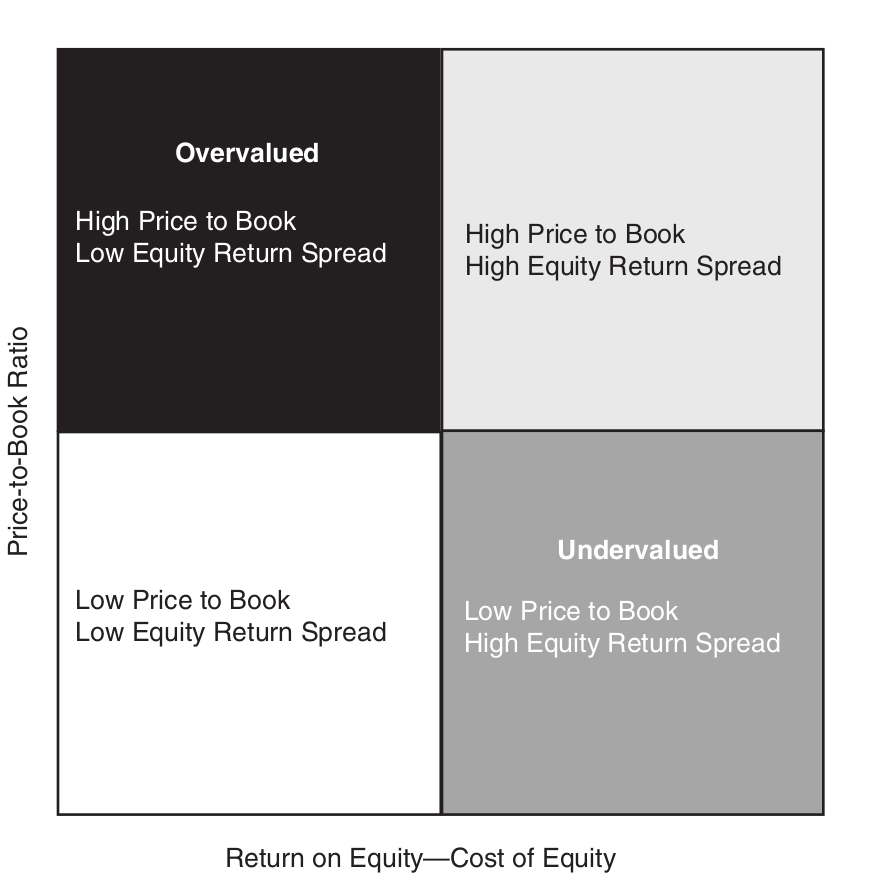 Overvalued
High Price to Book
Low Equity Return Spread
High Price to Book
High Equity Return Spread
Price-to-Book Ratio
Low Price to Book
Low Equity Return Spread
Undervalued
Low Price to Book
High Equity Return Spread
Return on Equity—Cost of Equity